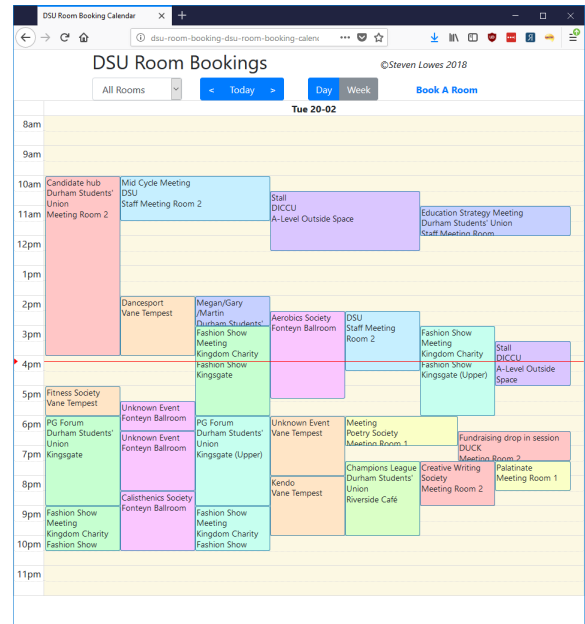 DSU Room Booking Calendar
dsu-room-booking-dsu-room-booking-calen
DSU Room Bookings
©Steven Lowes 2018
All Rooms
< Today >
Day Week
Book A Room
Tue 20-02
8am
9am
10am
11am
12pm
1pm
2pm
3pm
4pm
5pm
6pm
7pm
8pm
9pm
10pm
11pm
Candidate hub
Durham Students'
Union
Meeting Room 2
Mid Cycle Meeting
DSU
Staff Meeting Room 2
Stall
DICCU
A-Level Outside Space
Education Strategy Meeting
Durham Students' Union
Staff Meeting Room
Dancesport
Vane Tempest
Megan/Gary
/Martin
Durham Students'
Fashion Show
Meeting
Kingdom Charity
Fashion Show
Kingsgate
Aerobics Society
Fonteyn Ballroom
DSU
Staff Meeting
Room 2
Fashion Show
Meeting
Kingdom Charity
Fashion Show
Kingsgate (Upper)
Stall
DICCU
A-Level Outside
Space
Fitness Society
Vane Tempest
Unknown Event
Fonteyn Ballroom
PG Forum
Durham Students'
Union
Kingsgate
Unknown Event
Fonteyn Ballroom
PG Forum
Durham Students'
Union
Kingsgate (Upper)
Unknown Event
Vane Tempest
Meeting
Poetry Society
Meeting Room 1
Fundraising drop in session
DUCK
Meeting Room 2
Champions League
Durham Students'
Union
Riverside Café
Creative Writing
Society
Meeting Room 2
Palatinate
Meeting Room 1
Kendo
Vane Tempest
Calisthenics Society
Fonteyn Ballroom
Fashion Show
Meeting
Kingdom Charity
Fashion Show
Fashion Show
Meeting
Kingdom Charity
Fashion Show